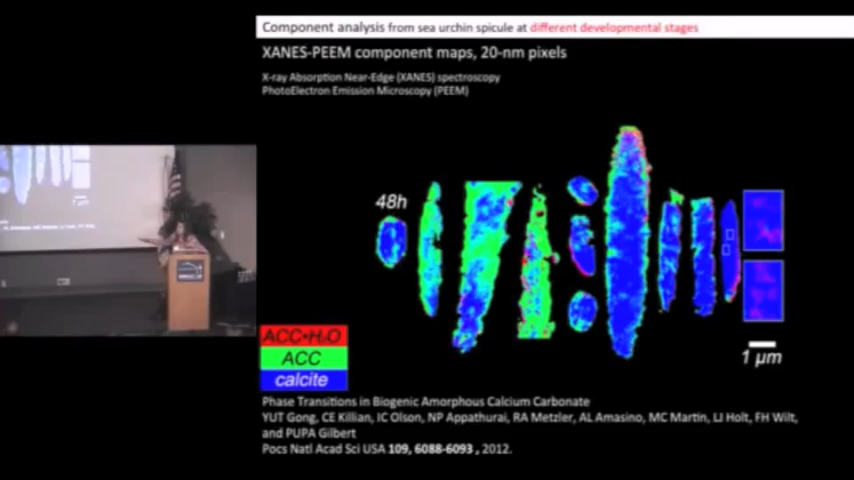 Component analysis from sea urchin spicule at different developmental stages
XANES-PEEM component maps, 20-nm pixels
X-ray Absorption Near-Edge (XANES) spectroscopy
PhotoElectron Emission Microscopy (PEEM)
48h
ACC•H₂O
ACC
calcite
1 µm
Phase Transitions in Biogenic Amorphous Calcium Carbonate
YUT Gong, CE Killian, IC Olson, NP Appathurai, RA Metzler, AL Amasino, MC Martin, LJ Holt, FH Wilt,
and PUPA Gilbert
Pocs Natl Acad Sci USA 109, 6088-6093 , 2012.